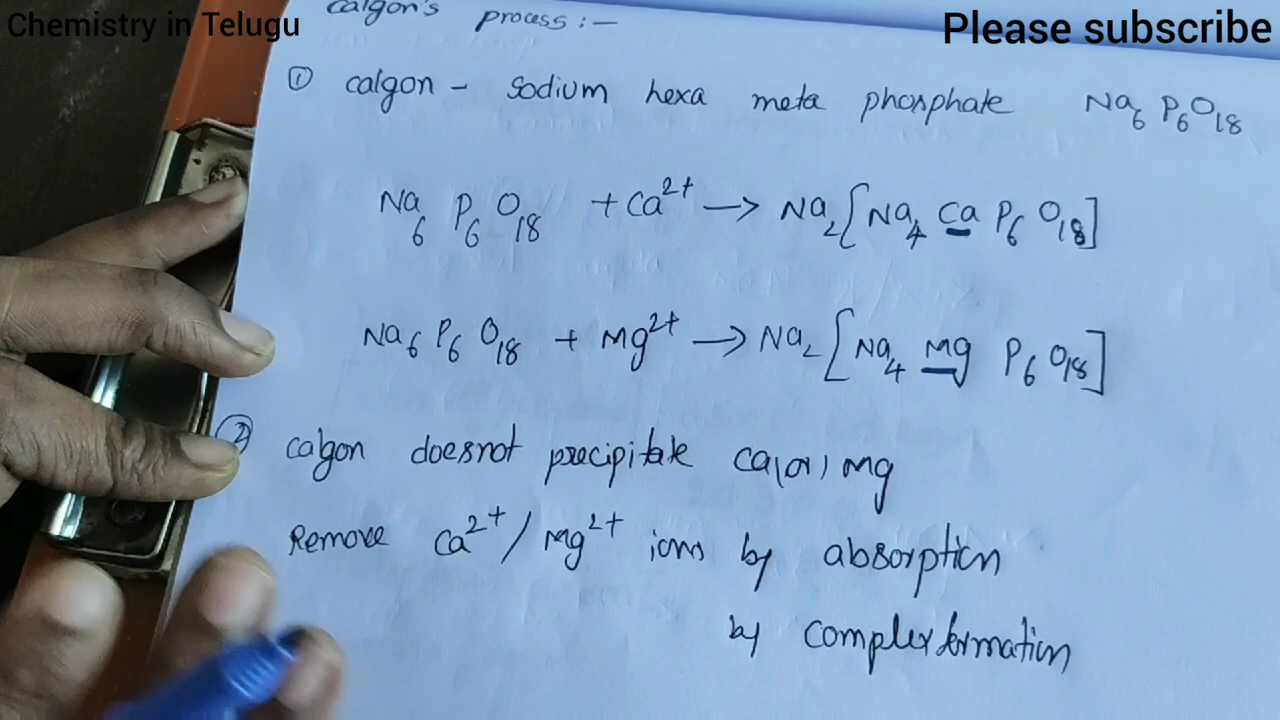 Chemistry in Telugu
Please subscribe
calgon's process :-
① calgon - sodium hexa meta phosphate Na₆ P₆O₁₈
Na₆ P₆ O₁₈ + Ca²⁺ → Na₂[Na₄ Ca P₆ O₁₈]
Na₆ P₆ O₁₈ + Mg²⁺ → Na₂[Na₄ Mg P₆ O₁₈]
② calgon doesnot precipitate Ca(or) Mg
Remove Ca²⁺/Mg²⁺ ions by absorption
by complex formation